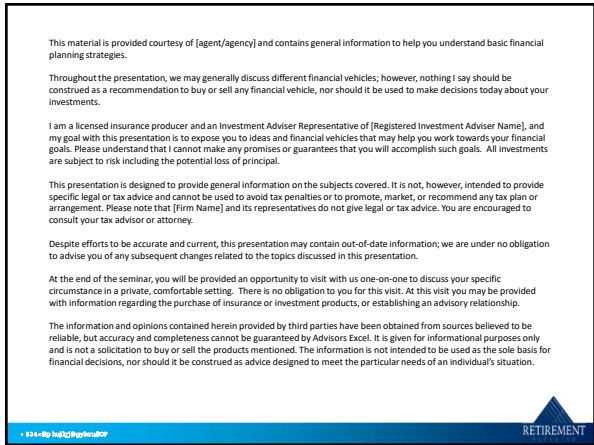 This material is provided courtesy of [agent/agency] and contains general information to help you understand basic financial
planning strategies.
Throughout the presentation, we may generally discuss different financial vehicles; however, nothing I say should be
construed as a recommendation to buy or sell any financial vehicle, nor should it be used to make decisions today about your
investments.
I am a licensed insurance producer and an Investment Adviser Representative of [Registered Investment Adviser Name], and
my goal with this presentation is to expose you to ideas and financial vehicles that may help you work towards your financial
goals. Please understand that I cannot make any promises or guarantees that you will accomplish such goals. All investments
are subject to risk including the potential loss of principal.
This presentation is designed to provide general information on the subjects covered. It is not, however, intended to provide
specific legal or tax advice and cannot be used to avoid tax penalties or to promote, market, or recommend any tax plan or
arrangement. Please note that [Firm Name] and its representatives do not give legal or tax advice. You are encouraged to
consult your tax advisor or attorney.
Despite efforts to be accurate and current, this presentation may contain out-of-date information; we are under no obligation
to advise you of any subsequent changes related to the topics discussed in this presentation.
At the end of the seminar, you will be provided an opportunity to visit with us one-on-one to discuss your specific
circumstance in a private, comfortable setting. There is no obligation to you for this visit. At this visit you may be provided
with information regarding the purchase of insurance or investment products, or establishing an advisory relationship.
The information and opinions contained herein provided by third parties have been obtained from sources believed to be
reliable, but accuracy and completeness cannot be guaranteed by Advisors Excel. It is given for informational purposes only
and is not a solicitation to buy or sell the products mentioned. The information is not intended to be used as the sole basis for
financial decisions, nor should it be construed as advice designed to meet the particular needs of an individual's situation.
RETIREMENT